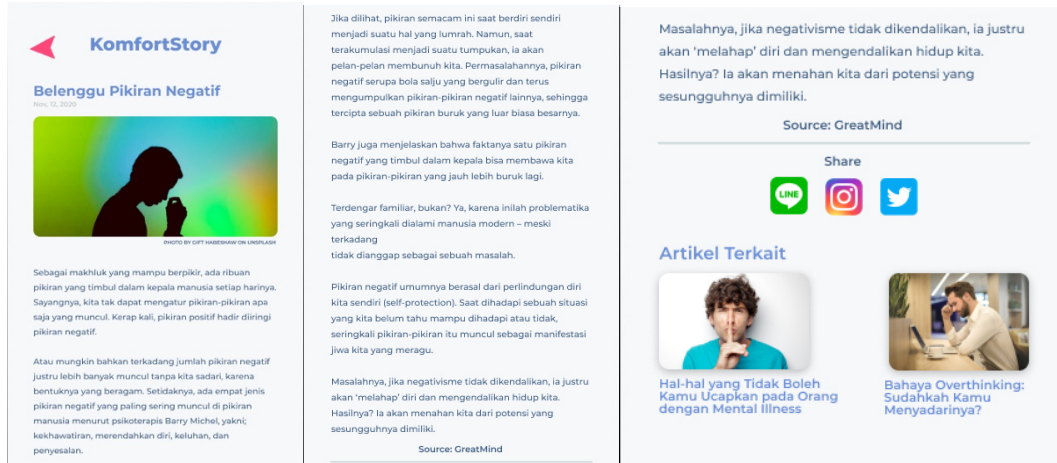 KomfortStory
Belenggu Pikiran Negatif
Nov, 12, 2020
PHOTO BY GIFT HABESHAW ON UNSPLASH
Sebagai makhluk yang mampu berpikir, ada ribuan
pikiran yang timbul dalam kepala manusia setiap harinya.
Sayangnya, kita tak dapat mengatur pikiran-pikiran apa
saja yang muncul. Kerap kali, pikiran positif hadir diiringi
pikiran negatif.
Atau mungkin bahkan terkadang jumlah pikiran negatif
justru lebih banyak muncul tanpa kita sadari, karena
bentuknya yang beragam. Setidaknya, ada empat jenis
pikiran negatif yang paling sering muncul di pikiran
manusia menurut psikoterapis Barry Michel, yakni;
kekhawatiran, merendahkan diri, keluhan, dan
penyesalan.
Jika dilihat, pikiran semacam ini saat berdiri sendiri
menjadi suatu hal yang lumrah. Namun, saat
terakumulasi menjadi suatu tumpukan, ia akan
pelan-pelan membunuh kita. Permasalahannya, pikiran
negatif serupa bola salju yang bergulir dan terus
mengumpulkan pikiran-pikiran negatif lainnya, sehingga
tercipta sebuah pikiran buruk yang luar biasa besarnya.
Barry juga menjelaskan bahwa faktanya satu pikiran
negatif yang timbul dalam kepala bisa membawa kita
pada pikiran-pikiran yang jauh lebih buruk lagi.
Terdengar familiar, bukan? Ya, karena inilah problematika
yang seringkali dialami manusia modern – meski
terkadang
tidak dianggap sebagai sebuah masalah.
Pikiran negatif umumnya berasal dari perlindungan diri
kita sendiri (self-protection). Saat dihadapi sebuah situasi
yang kita belum tahu mampu dihadapi atau tidak,
seringkali pikiran-pikiran itu muncul sebagai manifestasi
jiwa kita yang meragu.
Masalahnya, jika negativisme tidak dikendalikan, ia justru
akan ‘melahap’ diri dan mengendalikan hidup kita.
Hasilnya? Ia akan menahan kita dari potensi yang
sesungguhnya dimiliki.
Source: GreatMind
Masalahnya, jika negativisme tidak dikendalikan, ia justru
akan ‘melahap’ diri dan mengendalikan hidup kita.
Hasilnya? Ia akan menahan kita dari potensi yang
sesungguhnya dimiliki.
Source: GreatMind
Share
LINE
Artikel Terkait
Hal-hal yang Tidak Boleh
Kamu Ucapkan pada Orang
dengan Mental Illness
Bahaya Overthinking:
Sudahkah Kamu
Menyadarinya?